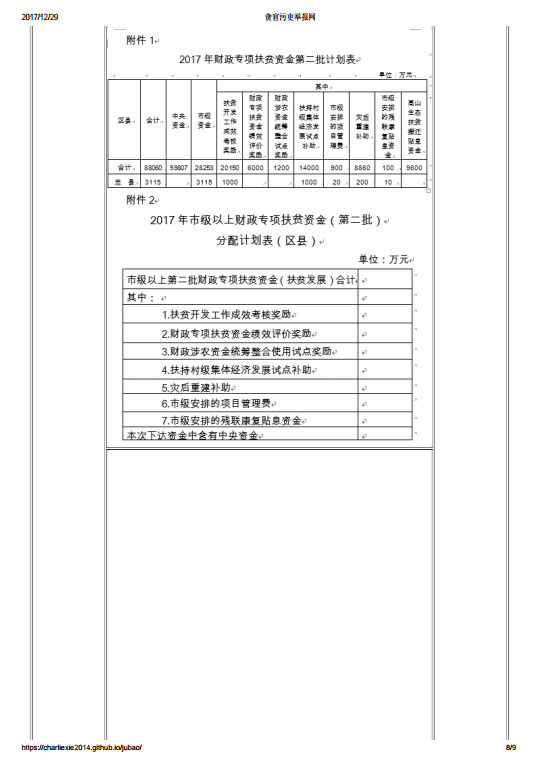 2017/12/29 贪官污吏举报网
附件 1
2017 年财政专项扶贫资金第二批计划表
单位：万元
其中
区县 合计 中央资金 市级资金 扶贫开发工作成效考核奖励 财政专项扶贫资金绩效评价奖励 财政涉农资金统筹整合试点奖励 扶持村级集体经济发展试点补助 市级安排的项目管理费 灾后重建补助 市级安排的残联康复贴息资金 高山生态扶贫搬迁贴息资金
合计 88060 59807 28253 20150 6000 1200 14000 900 8860 100 9600
忠 县 3115 3115 1000 1000 20 200 10
附件 2
2017 年市级以上财政专项扶贫资金（第二批）
分配计划表（区县）
单位：万元
市级以上第二批财政专项扶贫资金（扶贫发展）合计
其中：
1.扶贫开发工作成效考核奖励
2.财政专项扶贫资金绩效评价奖励
3.财政涉农资金统筹整合使用试点奖励
4.扶持村级集体经济发展试点补助
5.灾后重建补助
6.市级安排的项目管理费
7.市级安排的残联康复贴息资金
本次下达资金中含有中央资金
https://charliexie2014.github.io/jubao/ 8/9